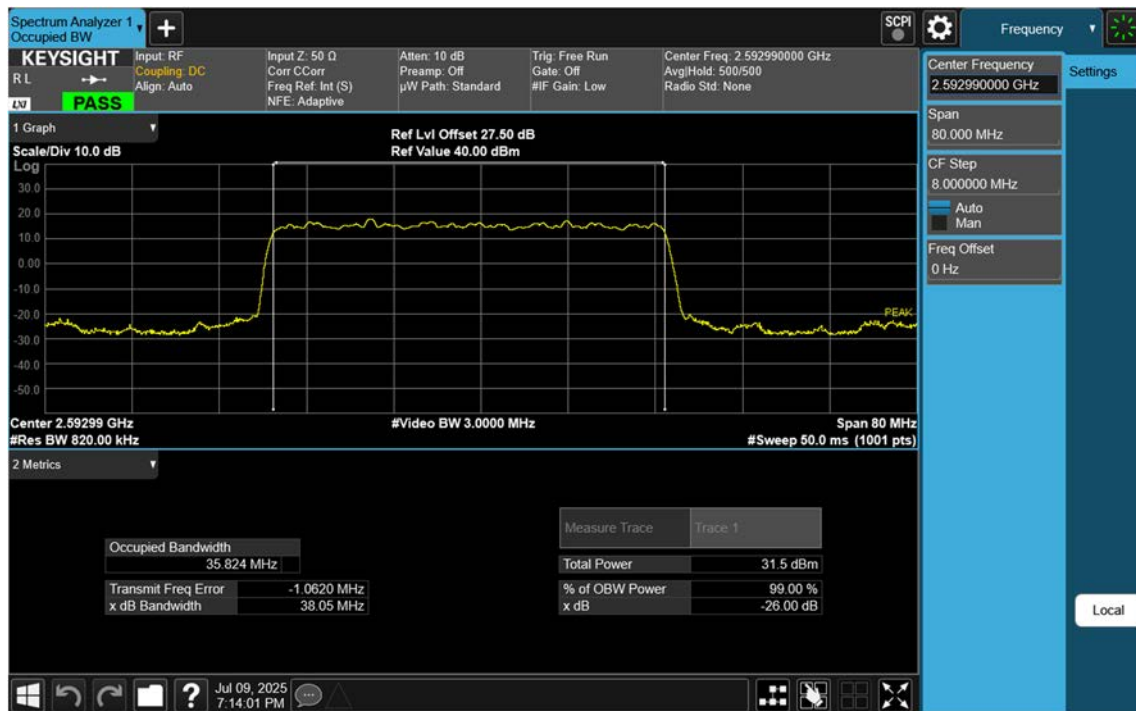 Spectrum Analyzer 1
Occupied BW
SCPI
Frequency
KEYSIGHT
R L
LXI
PASS
Input: RF
Coupling: DC
Align: Auto
Input Z: 50 Ω
Corr CCorr
Freq Ref: Int (S)
NFE: Adaptive
Atten: 10 dB
Preamp: Off
µW Path: Standard
Trig: Free Run
Gate: Off
#IF Gain: Low
Center Freq: 2.592990000 GHz
Avg|Hold: 500/500
Radio Std: None
Center Frequency
2.592990000 GHz
Settings
Span
80.000 MHz
CF Step
8.000000 MHz
Auto
Man
Freq Offset
0 Hz
Local
1 Graph
Scale/Div 10.0 dB
Ref Lvl Offset 27.50 dB
Ref Value 40.00 dBm
Log
30.0
20.0
10.0
0.00
-10.0
-20.0
-30.0
-40.0
-50.0
PEAK
Center 2.59299 GHz
#Video BW 3.0000 MHz
Span 80 MHz
#Res BW 820.00 kHz
#Sweep 50.0 ms (1001 pts)
2 Metrics
Occupied Bandwidth
35.824 MHz
Transmit Freq Error -1.0620 MHz
x dB Bandwidth 38.05 MHz
Measure Trace Trace 1
Total Power 31.5 dBm
% of OBW Power 99.00 %
x dB -26.00 dB
?
Jul 09, 2025
7:14:01 PM